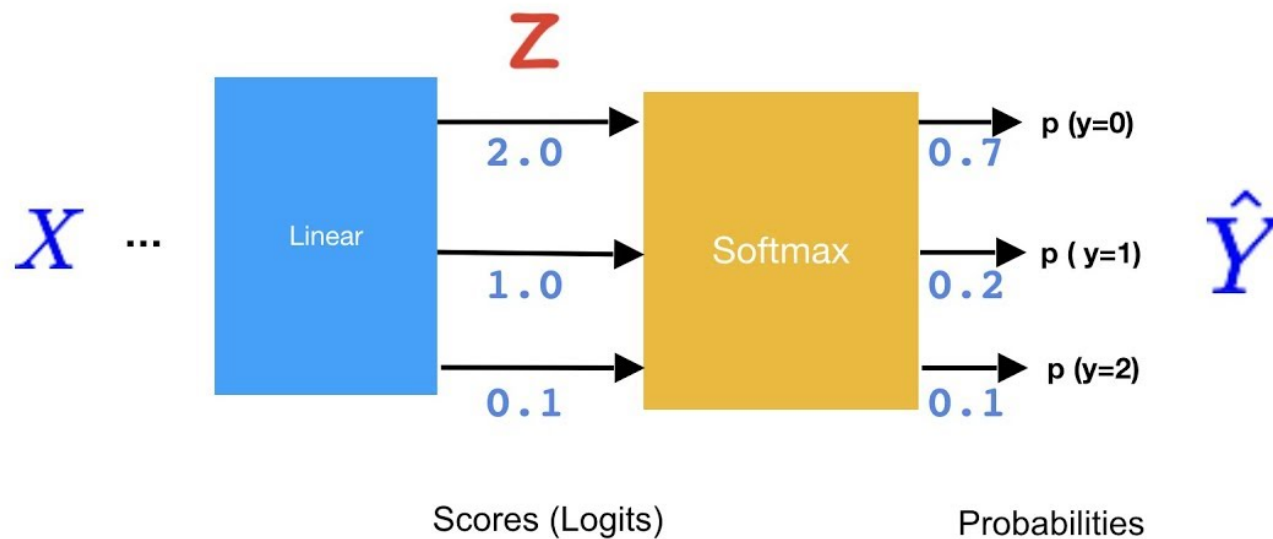 Z
2.0 0.7 p (y=0)
X ... Linear 1.0 Softmax 0.2 p ( y=1) Ŷ
0.1 0.1 p (y=2)
Scores (Logits) Probabilities